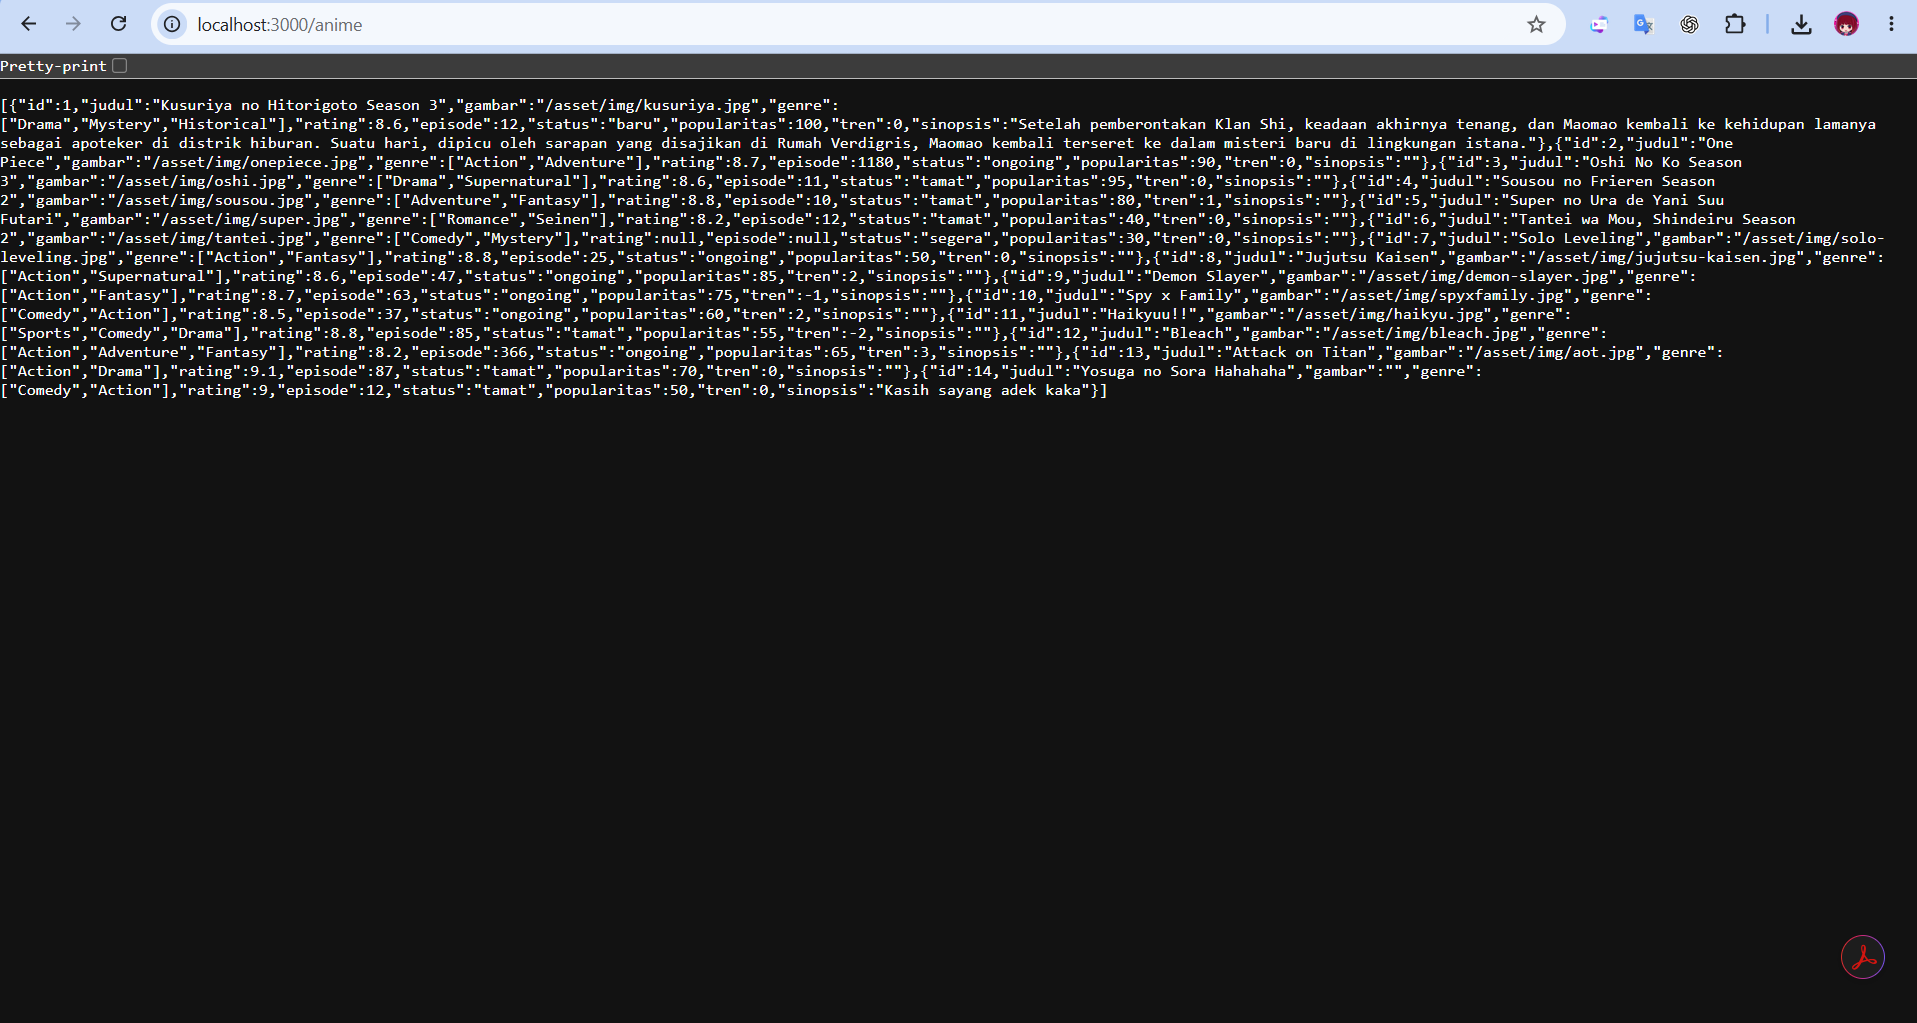 localhost:3000/anime
Pretty-print
[{"id":1,"judul":"Kusuriya no Hitorigoto Season 3","gambar":"/asset/img/kusuriya.jpg","genre":
["Drama","Mystery","Historical"],"rating":8.6,"episode":12,"status":"baru","popularitas":100,"tren":0,"sinopsis":"Setelah pemberontakan Klan Shi, keadaan akhirnya tenang, dan Maomao kembali ke kehidupan lamanya
sebagai apoteker di distrik hiburan. Suatu hari, dipicu oleh sarapan yang disajikan di Rumah Verdigris, Maomao kembali terseret ke dalam misteri baru di lingkungan istana."},{"id":2,"judul":"One
Piece","gambar":"/asset/img/onepiece.jpg","genre":["Action","Adventure"],"rating":8.7,"episode":1180,"status":"ongoing","popularitas":90,"tren":0,"sinopsis":""},{"id":3,"judul":"Oshi No Ko Season
3","gambar":"/asset/img/oshi.jpg","genre":["Drama","Supernatural"],"rating":8.6,"episode":11,"status":"tamat","popularitas":95,"tren":0,"sinopsis":""},{"id":4,"judul":"Sousou no Frieren Season
2","gambar":"/asset/img/sousou.jpg","genre":["Adventure","Fantasy"],"rating":8.8,"episode":10,"status":"tamat","popularitas":80,"tren":1,"sinopsis":""},{"id":5,"judul":"Super no Ura de Yani Suu
Futari","gambar":"/asset/img/super.jpg","genre":["Romance","Seinen"],"rating":8.2,"episode":12,"status":"tamat","popularitas":40,"tren":0,"sinopsis":""},{"id":6,"judul":"Tantei wa Mou, Shindeiru Season
2","gambar":"/asset/img/tantei.jpg","genre":["Comedy","Mystery"],"rating":null,"episode":null,"status":"segera","popularitas":30,"tren":0,"sinopsis":""},{"id":7,"judul":"Solo Leveling","gambar":"/asset/img/solo-
leveling.jpg","genre":["Action","Fantasy"],"rating":8.8,"episode":25,"status":"ongoing","popularitas":50,"tren":0,"sinopsis":""},{"id":8,"judul":"Jujutsu Kaisen","gambar":"/asset/img/jujutsu-kaisen.jpg","genre":
["Action","Supernatural"],"rating":8.6,"episode":47,"status":"ongoing","popularitas":85,"tren":2,"sinopsis":""},{"id":9,"judul":"Demon Slayer","gambar":"/asset/img/demon-slayer.jpg","genre":
["Action","Fantasy"],"rating":8.7,"episode":63,"status":"ongoing","popularitas":75,"tren":-1,"sinopsis":""},{"id":10,"judul":"Spy x Family","gambar":"/asset/img/spyxfamily.jpg","genre":
["Comedy","Action"],"rating":8.5,"episode":37,"status":"ongoing","popularitas":60,"tren":2,"sinopsis":""},{"id":11,"judul":"Haikyuu!!","gambar":"/asset/img/haikyu.jpg","genre":
["Sports","Comedy","Drama"],"rating":8.8,"episode":85,"status":"tamat","popularitas":55,"tren":-2,"sinopsis":""},{"id":12,"judul":"Bleach","gambar":"/asset/img/bleach.jpg","genre":
["Action","Adventure","Fantasy"],"rating":8.2,"episode":366,"status":"ongoing","popularitas":65,"tren":3,"sinopsis":""},{"id":13,"judul":"Attack on Titan","gambar":"/asset/img/aot.jpg","genre":
["Action","Drama"],"rating":9.1,"episode":87,"status":"tamat","popularitas":70,"tren":0,"sinopsis":""},{"id":14,"judul":"Yosuga no Sora Hahahaha","gambar":"","genre":
["Comedy","Action"],"rating":9,"episode":12,"status":"tamat","popularitas":50,"tren":0,"sinopsis":"Kasih sayang adek kaka"}]